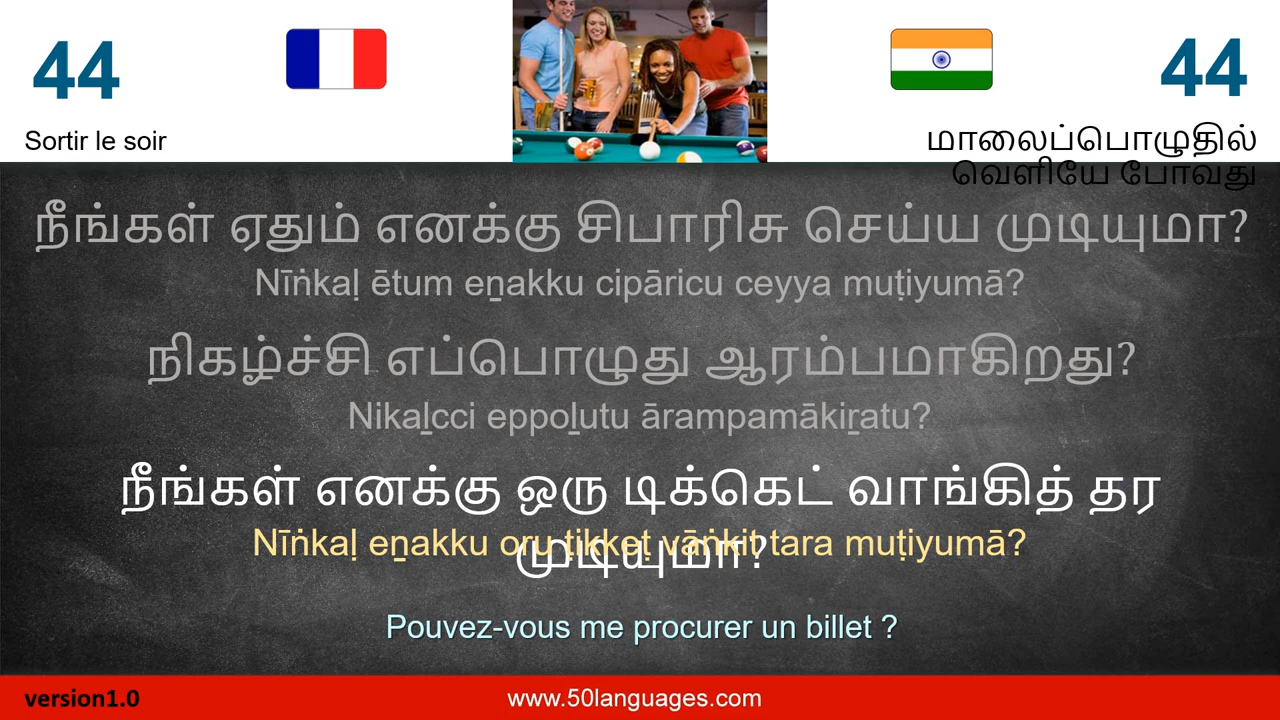 44
44
Sortir le soir
மாலைப்பொழுதில்
வெளியே போவது
நீங்கள் ஏதும் எனக்கு சிபாரிசு செய்ய முடியுமா?
Nīṅkaḷ ētum eṉakku cipāricu ceyya muṭiyumā?
நிகழ்ச்சி எப்பொழுது ஆரம்பமாகிறது?
Nikaḻcci eppoḻutu ārampamākiṟatu?
நீங்கள் எனக்கு ஒரு டிக்கெட் வாங்கித் தர
முடியுமா?
Nīṅkaḷ eṉakku oru ṭikkeṭ vāṅkit tara muṭiyumā?
Pouvez-vous me procurer un billet ?
version1.0
www.50languages.com